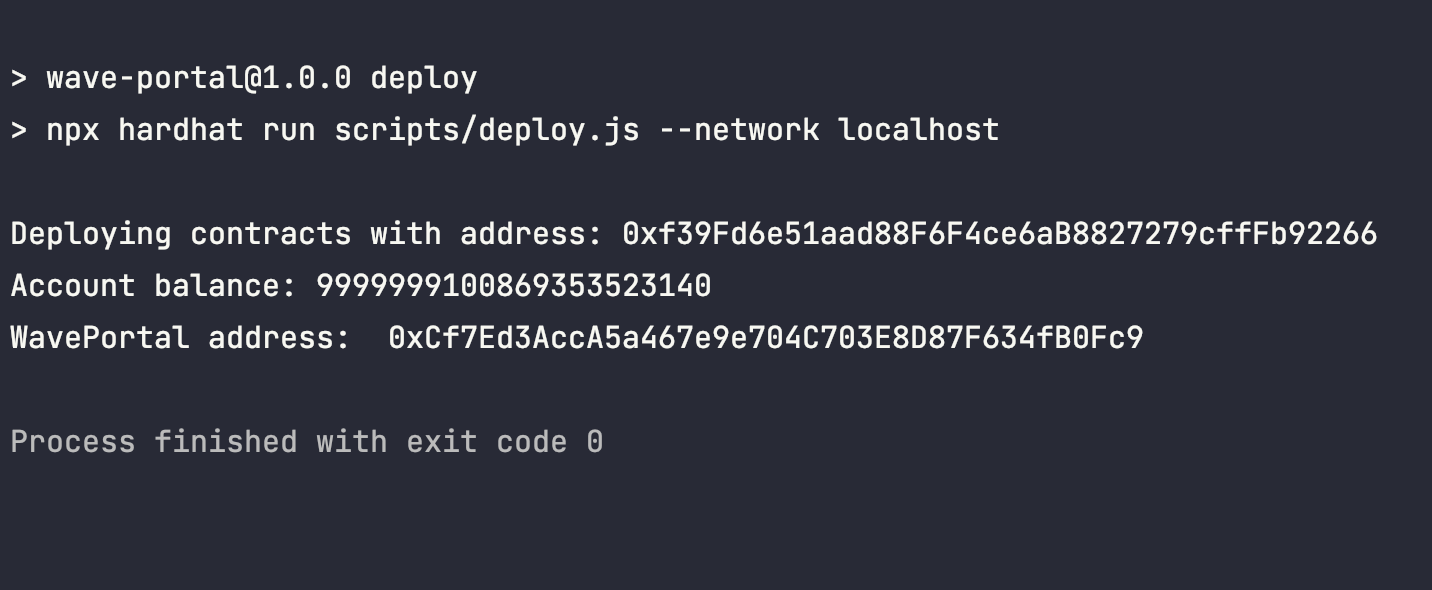 > wave-portal@1.0.0 deploy
> npx hardhat run scripts/deploy.js --network localhost
Deploying contracts with address: 0xf39Fd6e51aad88F6F4ce6aB8827279cffFb92266
Account balance: 9999999100869353523140
WavePortal address:  0xCf7Ed3AccA5a467e9e704C703E8D87F634fB0Fc9
Process finished with exit code 0